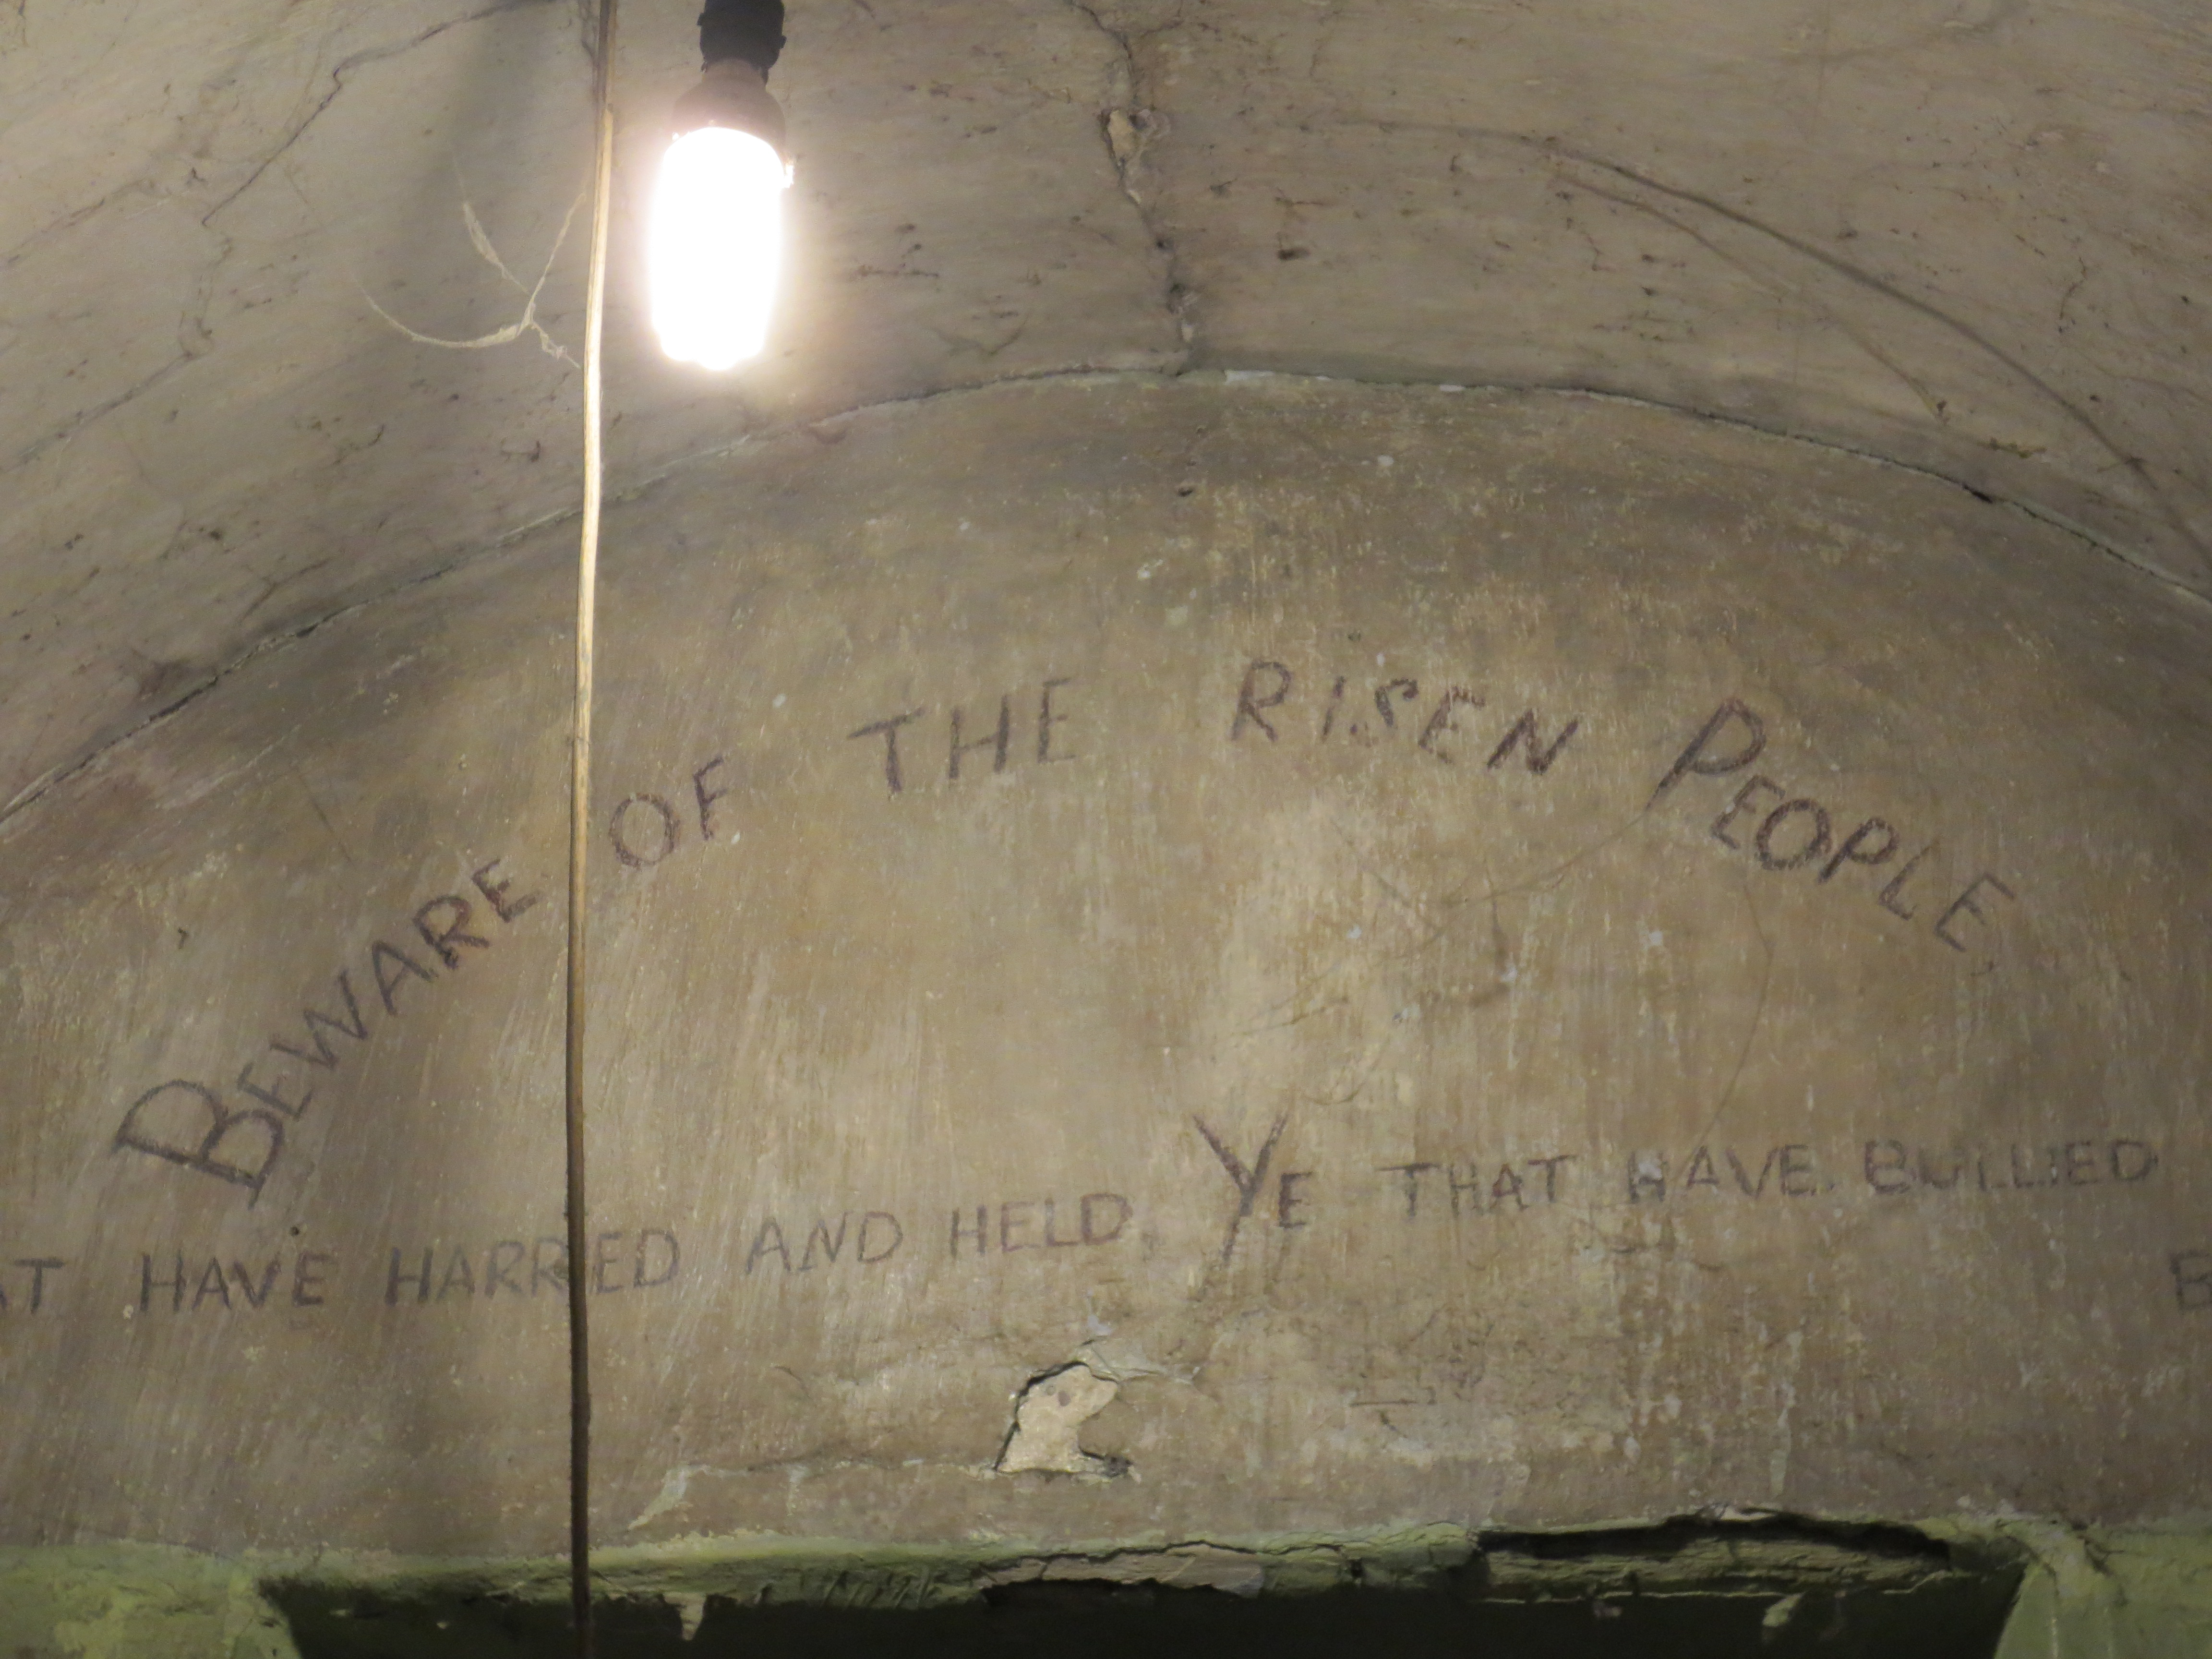 BEWARE OF THE RISEN PEOPLE,
HAVE HARRIED AND HELD, YE THAT HAVE BULLIED